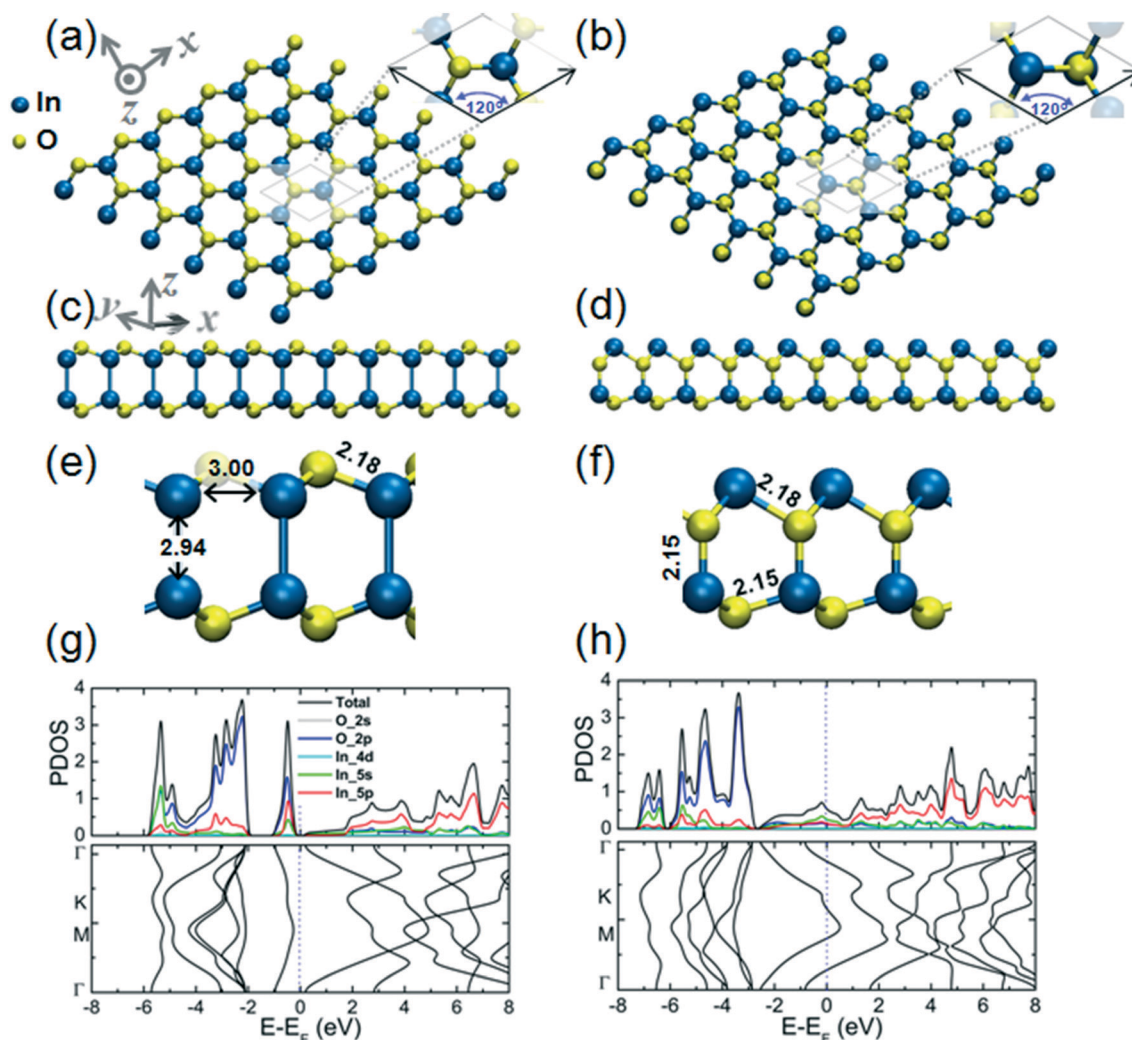 (a)
x
z
In
O
120°
(b)
120°
(c)
z
y
x
(d)
(e)
3.00
2.18
2.94
(f)
2.18
2.15
2.15
(g)
4
3
2
1
0
PDOS
Total
O_2s
O_2p
In_4d
In_5s
In_5p
Γ
K
M
Γ
-8 -6 -4 -2 0 2 4 6 8
E-E_F (eV)
(h)
4
3
2
1
0
PDOS
Γ
K
M
Γ
-8 -6 -4 -2 0 2 4 6 8
E-E_F (eV)